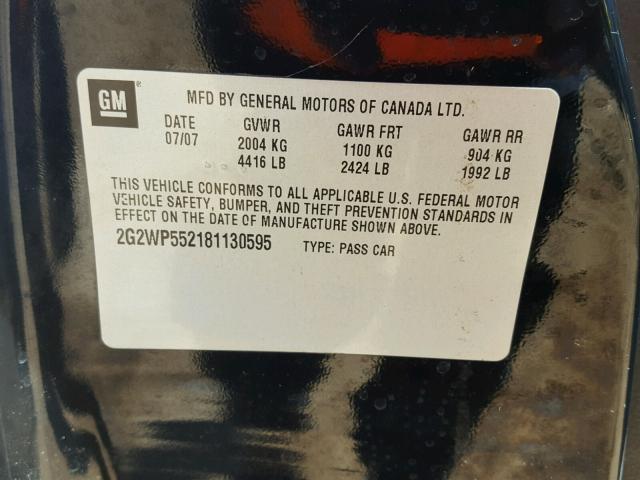 GM
MFD BY GENERAL MOTORS OF CANADA LTD.
DATE GVWR GAWR FRT GAWR RR
07/07 2004 KG 1100 KG 904 KG
4416 LB 2424 LB 1992 LB
THIS VEHICLE CONFORMS TO ALL APPLICABLE U.S. FEDERAL MOTOR
VEHICLE SAFETY, BUMPER, AND THEFT PREVENTION STANDARDS IN
EFFECT ON THE DATE OF MANUFACTURE SHOWN ABOVE.
2G2WP552181130595 TYPE: PASS CAR